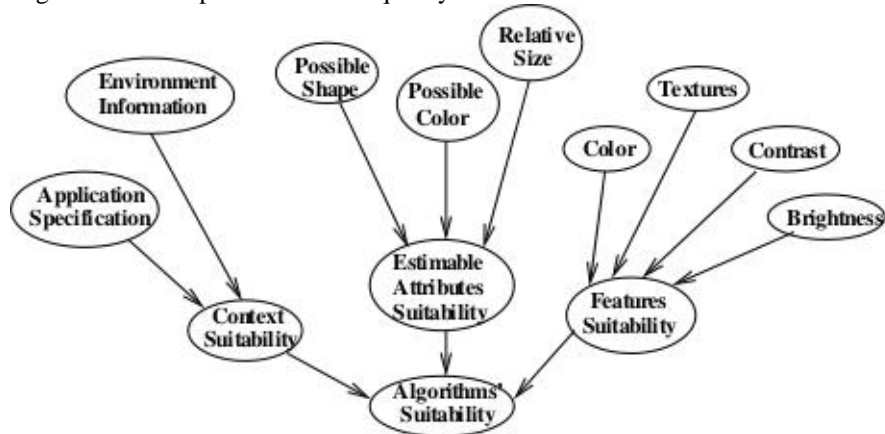 Relative
Size
Possible
Shape
Environment
Information
Possible
Color
Textures
Color
Contrast
Application
Specification
Brightness
Estimable
Attributes
Suitability
Features
Suitability
Context
Suitability
Algorithms'
Suitability